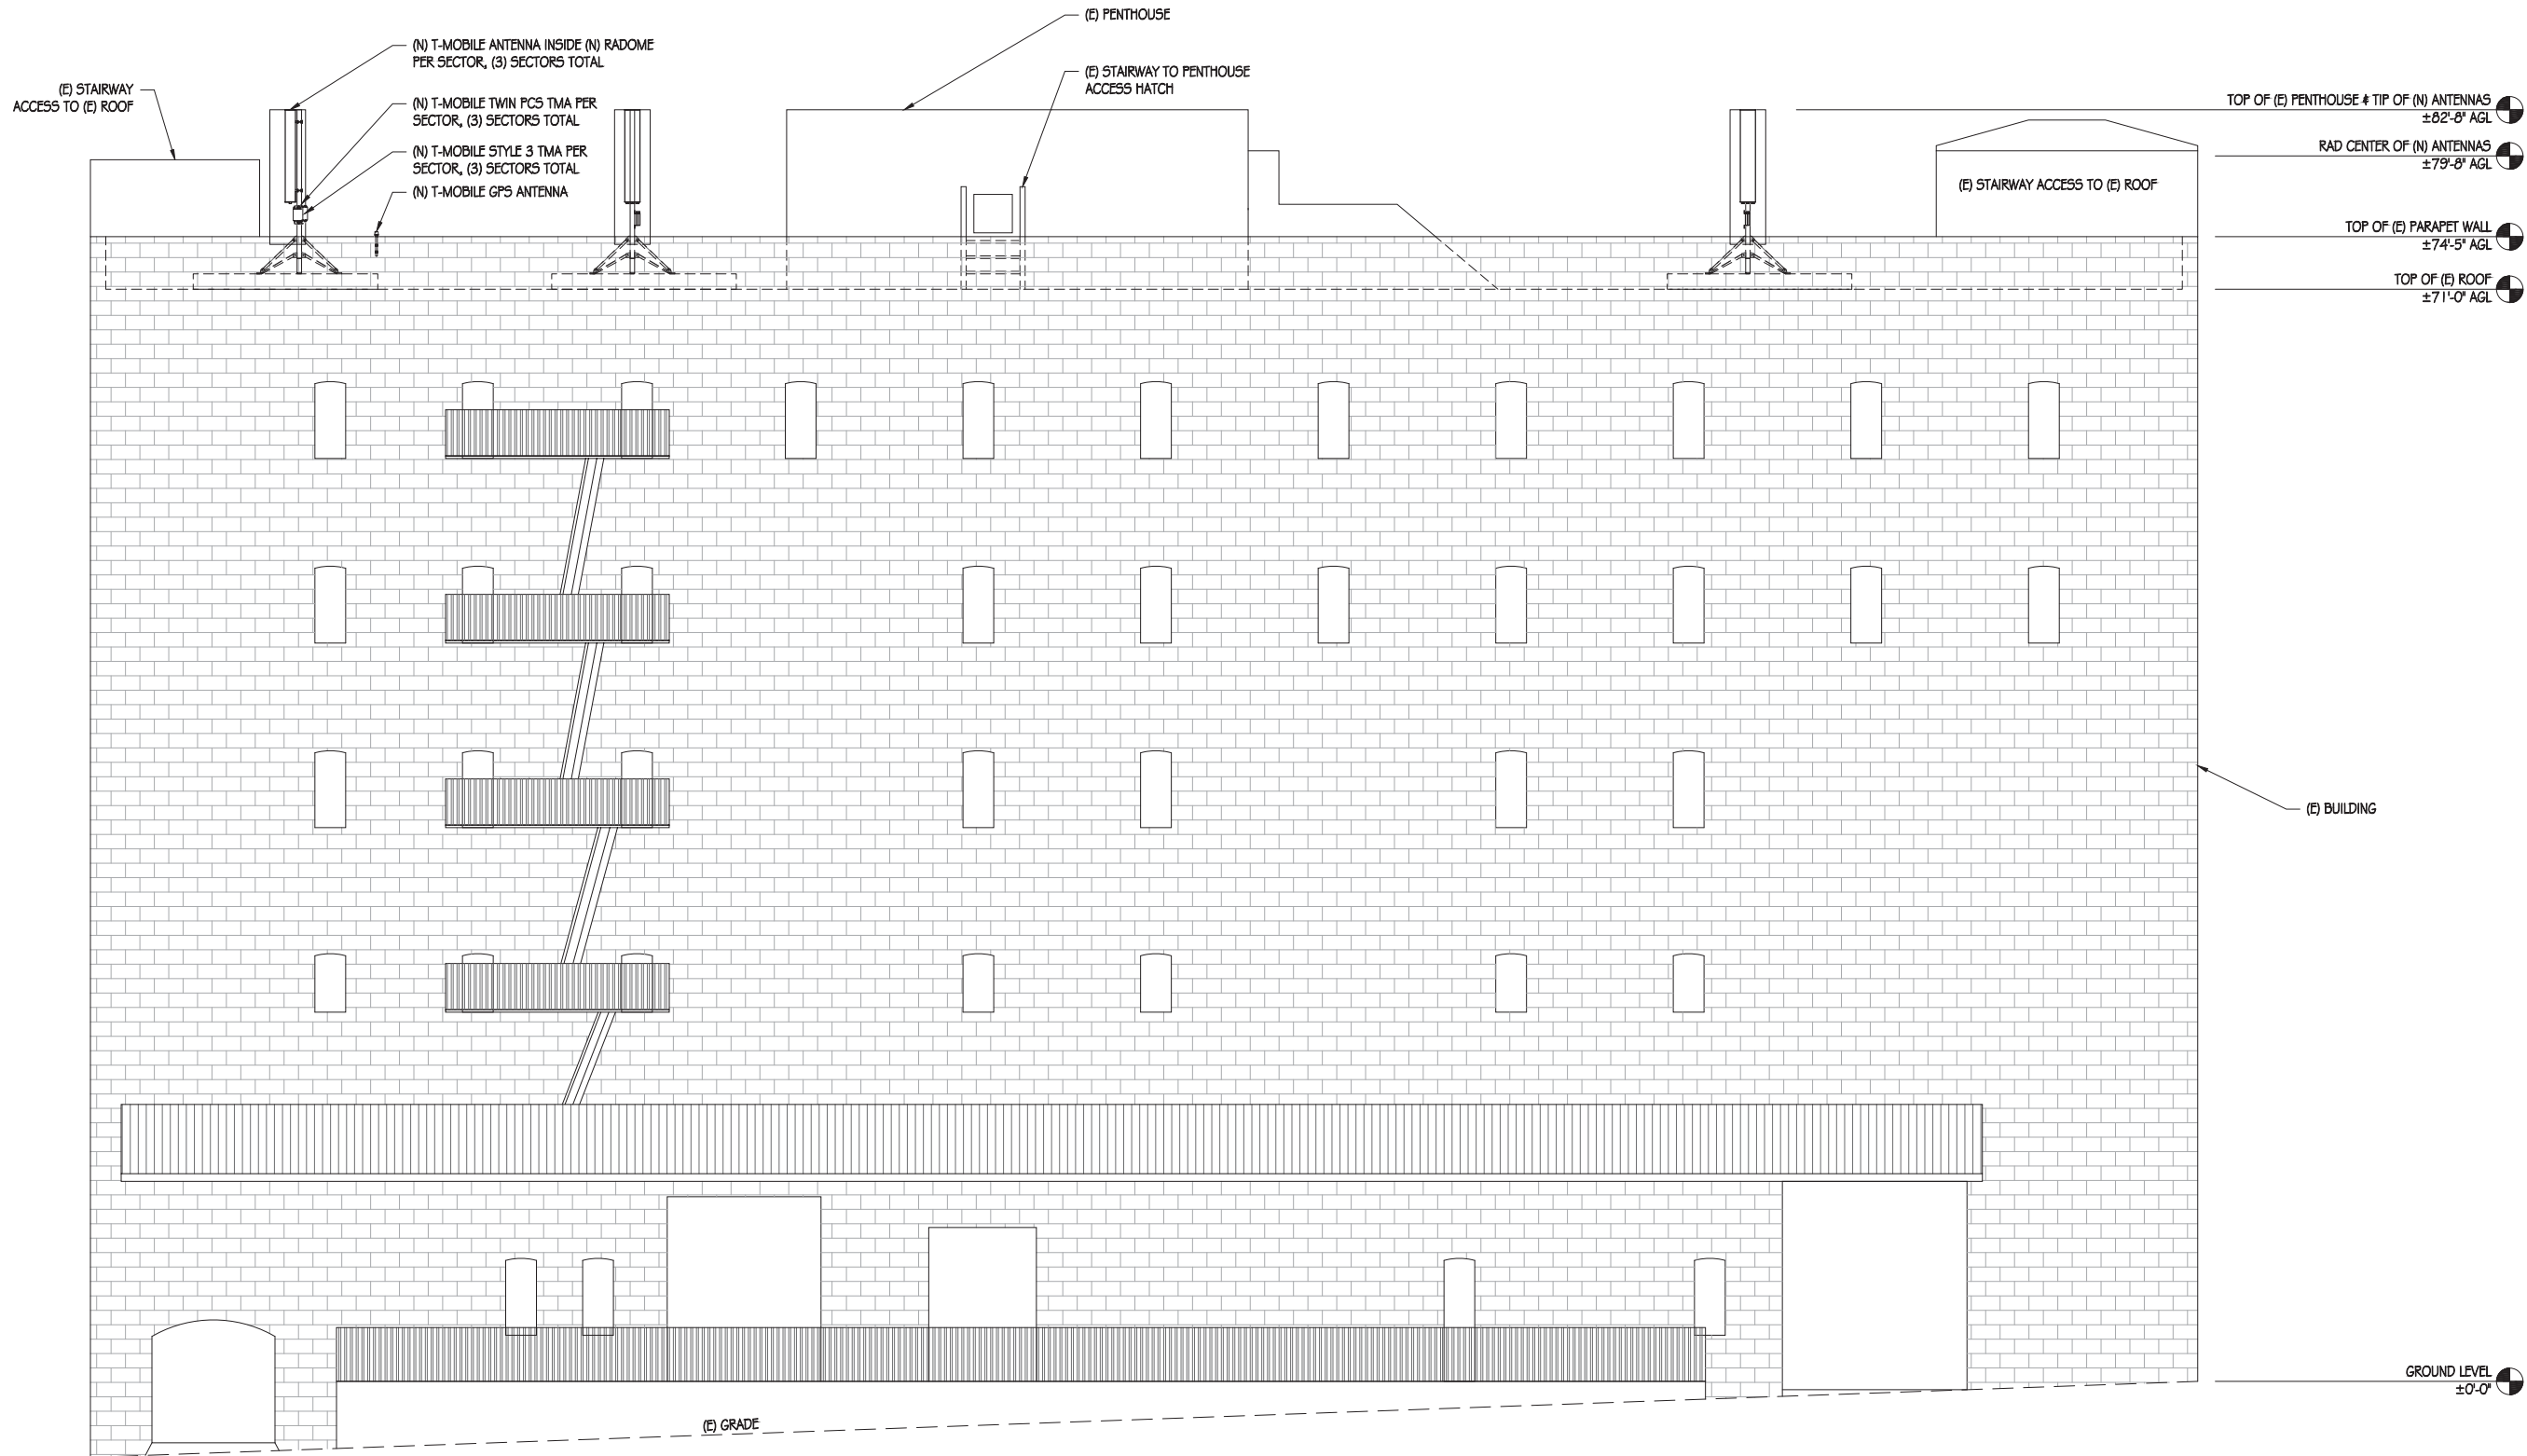 (E) PENTHOUSE
(N) T-MOBILE ANTENNA INSIDE (N) RADOME
PER SECTOR, (3) SECTORS TOTAL
(E) STAIRWAY TO PENTHOUSE
ACCESS HATCH
(E) STAIRWAY
ACCESS TO (E) ROOF
(N) T-MOBILE TWIN PCS TMA PER
SECTOR, (3) SECTORS TOTAL
(N) T-MOBILE STYLE 3 TMA PER
SECTOR, (3) SECTORS TOTAL
(N) T-MOBILE GPS ANTENNA
TOP OF (E) PENTHOUSE & TIP OF (N) ANTENNAS
±82'-8" AGL
RAD CENTER OF (N) ANTENNAS
±79'-8" AGL
(E) STAIRWAY ACCESS TO (E) ROOF
TOP OF (E) PARAPET WALL
±74'-5" AGL
TOP OF (E) ROOF
±71'-0" AGL
(E) BUILDING
GROUND LEVEL
±0'-0"
(E) GRADE